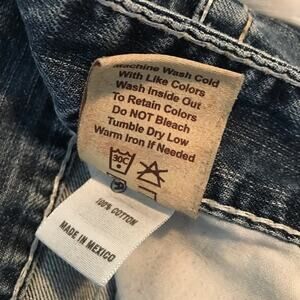 Machine Wash Cold
With Like Colors
Wash Inside Out
To Retain Colors
Do NOT Bleach
Tumble Dry Low
Warm Iron If Needed
30C
100% COTTON
MADE IN MEXICO